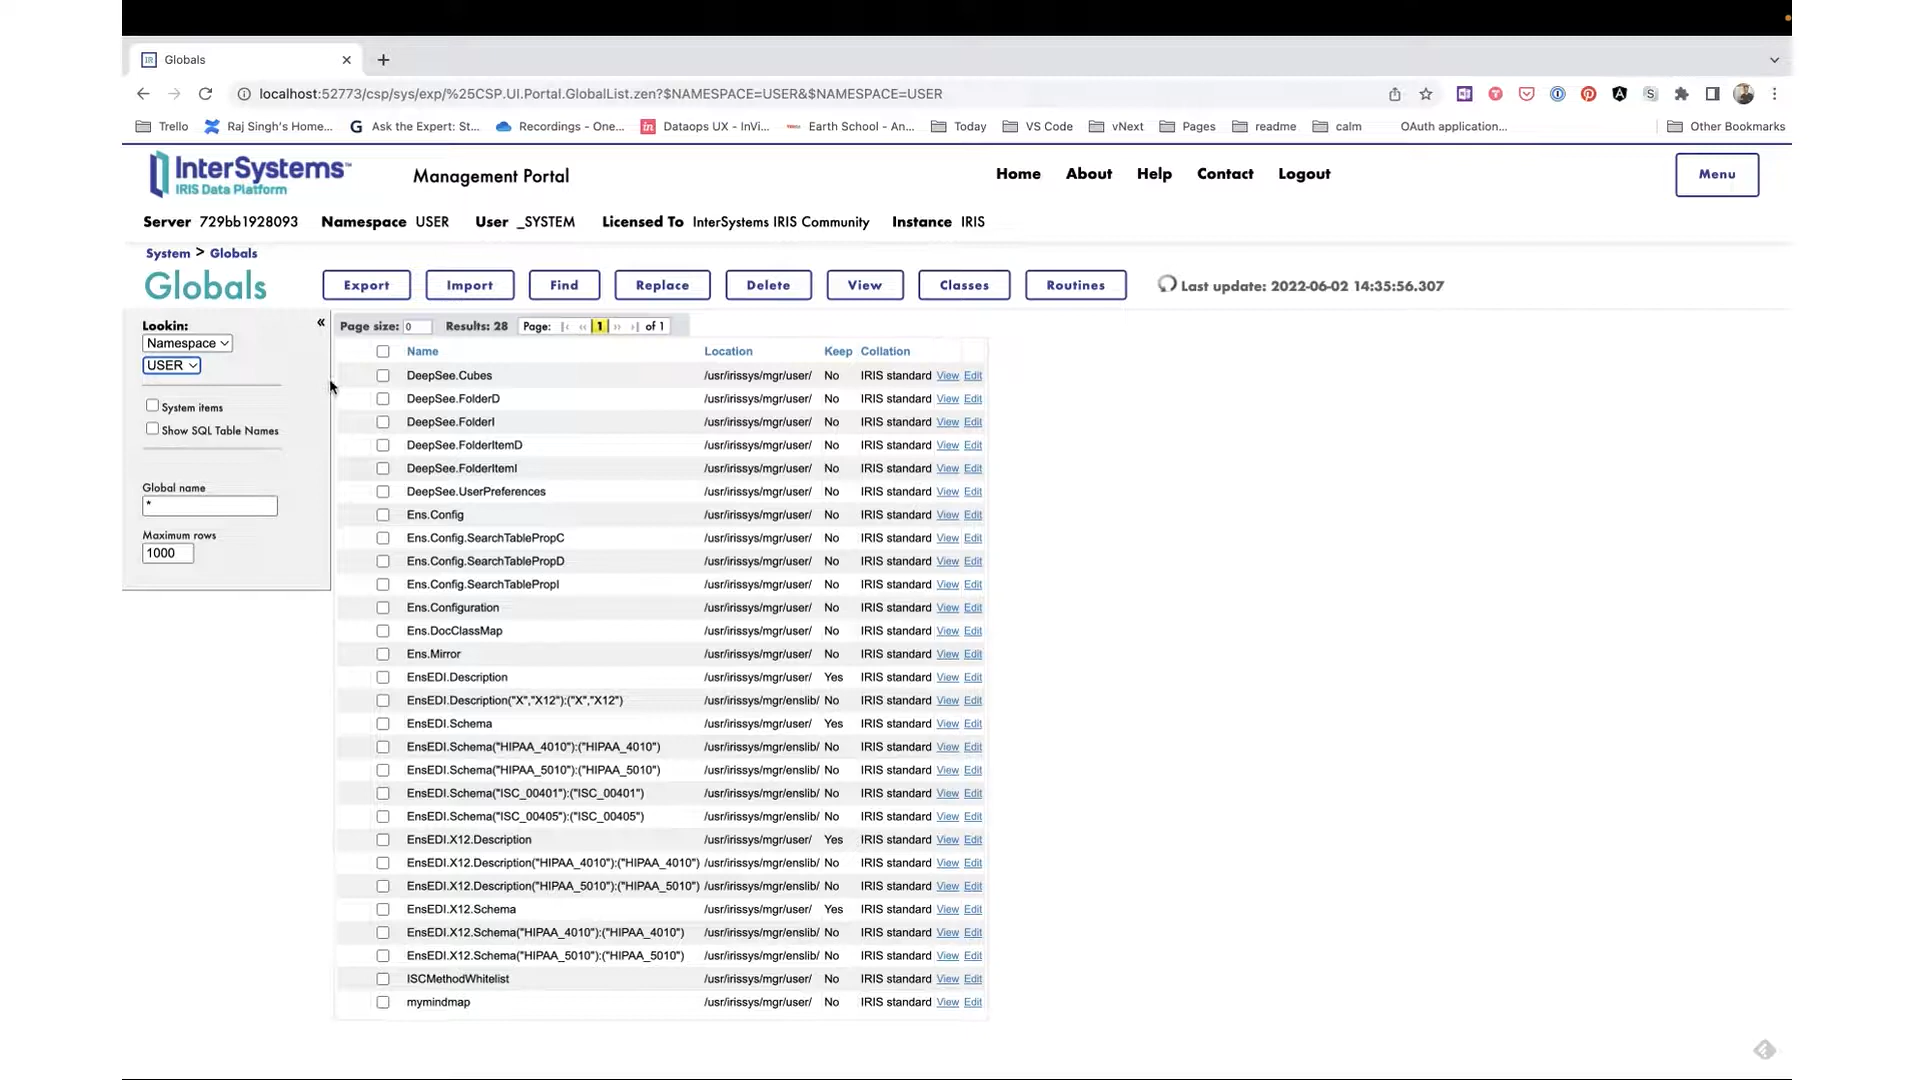 Globals
localhost:52773/csp/sys/exp/%25CSP.UI.Portal.GlobalList.zen?$NAMESPACE=USER&$NAMESPACE=USER
Trello Raj Singh's Home... Ask the Expert: St... Recordings - One... Dataops UX - InVi... Earth School - An... Today VS Code vNext Pages readme calm OAuth application... Other Bookmarks
InterSystems™
IRIS Data Platform
Management Portal
Home About Help Contact Logout
Menu
Server 729bb1928093 Namespace USER User _SYSTEM Licensed To InterSystems IRIS Community Instance IRIS
System > Globals
Globals
Export Import Find Replace Delete View Classes Routines Last update: 2022-06-02 14:35:56.307
Lookin:
Namespace
USER
System items
Show SQL Table Names
Global name
*
Maximum rows
1000
«
Page size: 0 Results: 28 Page: |‹ ‹‹ 1 ›› ›| of 1
Name Location Keep Collation
DeepSee.Cubes /usr/irissys/mgr/user/ No IRIS standard View Edit
DeepSee.FolderD /usr/irissys/mgr/user/ No IRIS standard View Edit
DeepSee.FolderI /usr/irissys/mgr/user/ No IRIS standard View Edit
DeepSee.FolderItemD /usr/irissys/mgr/user/ No IRIS standard View Edit
DeepSee.FolderItemI /usr/irissys/mgr/user/ No IRIS standard View Edit
DeepSee.UserPreferences /usr/irissys/mgr/user/ No IRIS standard View Edit
Ens.Config /usr/irissys/mgr/user/ No IRIS standard View Edit
Ens.Config.SearchTablePropC /usr/irissys/mgr/user/ No IRIS standard View Edit
Ens.Config.SearchTablePropD /usr/irissys/mgr/user/ No IRIS standard View Edit
Ens.Config.SearchTablePropI /usr/irissys/mgr/user/ No IRIS standard View Edit
Ens.Configuration /usr/irissys/mgr/user/ No IRIS standard View Edit
Ens.DocClassMap /usr/irissys/mgr/user/ No IRIS standard View Edit
Ens.Mirror /usr/irissys/mgr/user/ No IRIS standard View Edit
EnsEDI.Description /usr/irissys/mgr/user/ Yes IRIS standard View Edit
EnsEDI.Description("X","X12"):("X","X12") /usr/irissys/mgr/enslib/ No IRIS standard View Edit
EnsEDI.Schema /usr/irissys/mgr/user/ Yes IRIS standard View Edit
EnsEDI.Schema("HIPAA_4010"):("HIPAA_4010") /usr/irissys/mgr/enslib/ No IRIS standard View Edit
EnsEDI.Schema("HIPAA_5010"):("HIPAA_5010") /usr/irissys/mgr/enslib/ No IRIS standard View Edit
EnsEDI.Schema("ISC_00401"):("ISC_00401") /usr/irissys/mgr/enslib/ No IRIS standard View Edit
EnsEDI.Schema("ISC_00405"):("ISC_00405") /usr/irissys/mgr/enslib/ No IRIS standard View Edit
EnsEDI.X12.Description /usr/irissys/mgr/user/ Yes IRIS standard View Edit
EnsEDI.X12.Description("HIPAA_4010"):("HIPAA_4010") /usr/irissys/mgr/enslib/ No IRIS standard View Edit
EnsEDI.X12.Description("HIPAA_5010"):("HIPAA_5010") /usr/irissys/mgr/enslib/ No IRIS standard View Edit
EnsEDI.X12.Schema /usr/irissys/mgr/user/ Yes IRIS standard View Edit
EnsEDI.X12.Schema("HIPAA_4010"):("HIPAA_4010") /usr/irissys/mgr/enslib/ No IRIS standard View Edit
EnsEDI.X12.Schema("HIPAA_5010"):("HIPAA_5010") /usr/irissys/mgr/enslib/ No IRIS standard View Edit
ISCMethodWhitelist /usr/irissys/mgr/user/ No IRIS standard View Edit
mymindmap /usr/irissys/mgr/user/ No IRIS standard View Edit